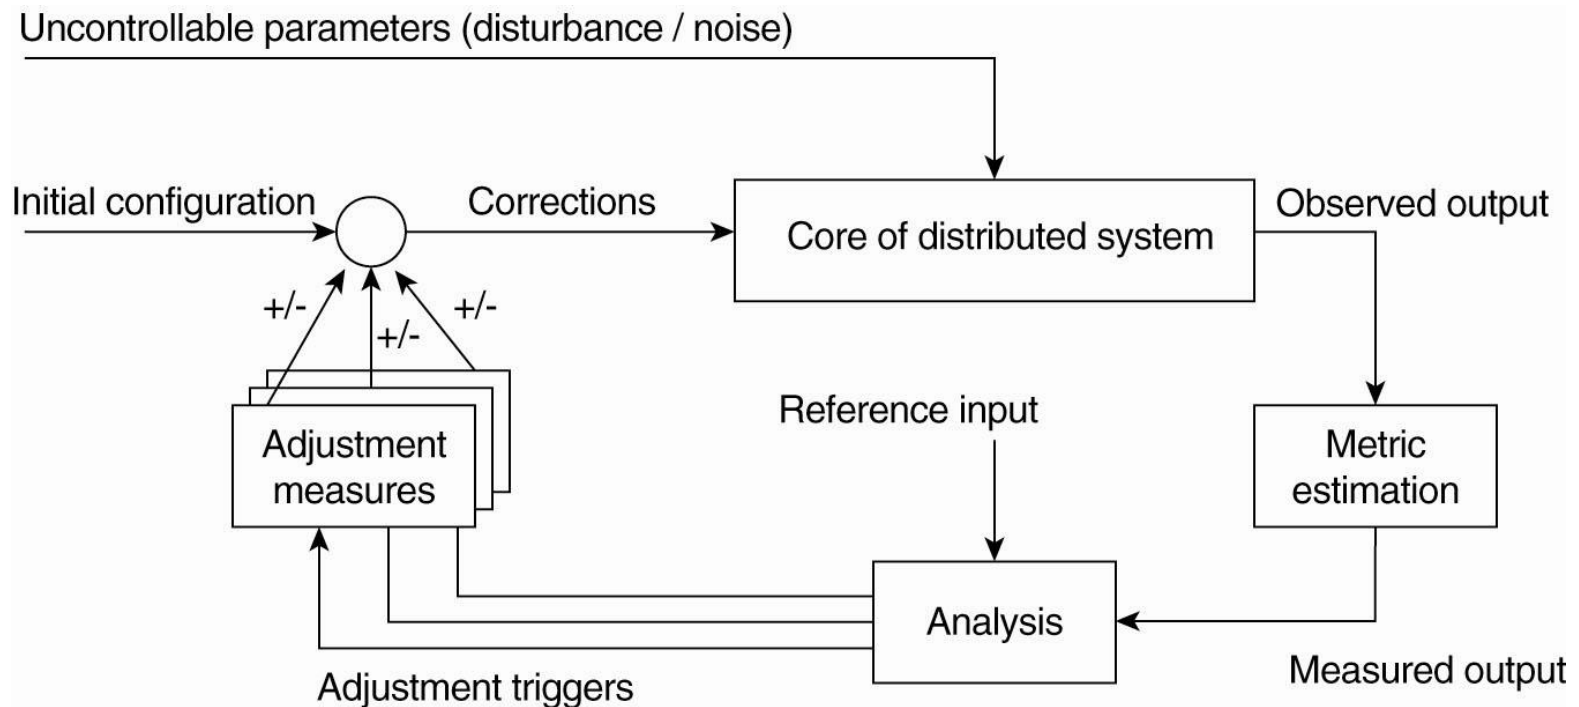 Uncontrollable parameters (disturbance / noise)
Initial configuration
Corrections
Core of distributed system
Observed output
+/-
+/-
+/-
Reference input
Adjustment
measures
Metric
estimation
Analysis
Adjustment triggers
Measured output